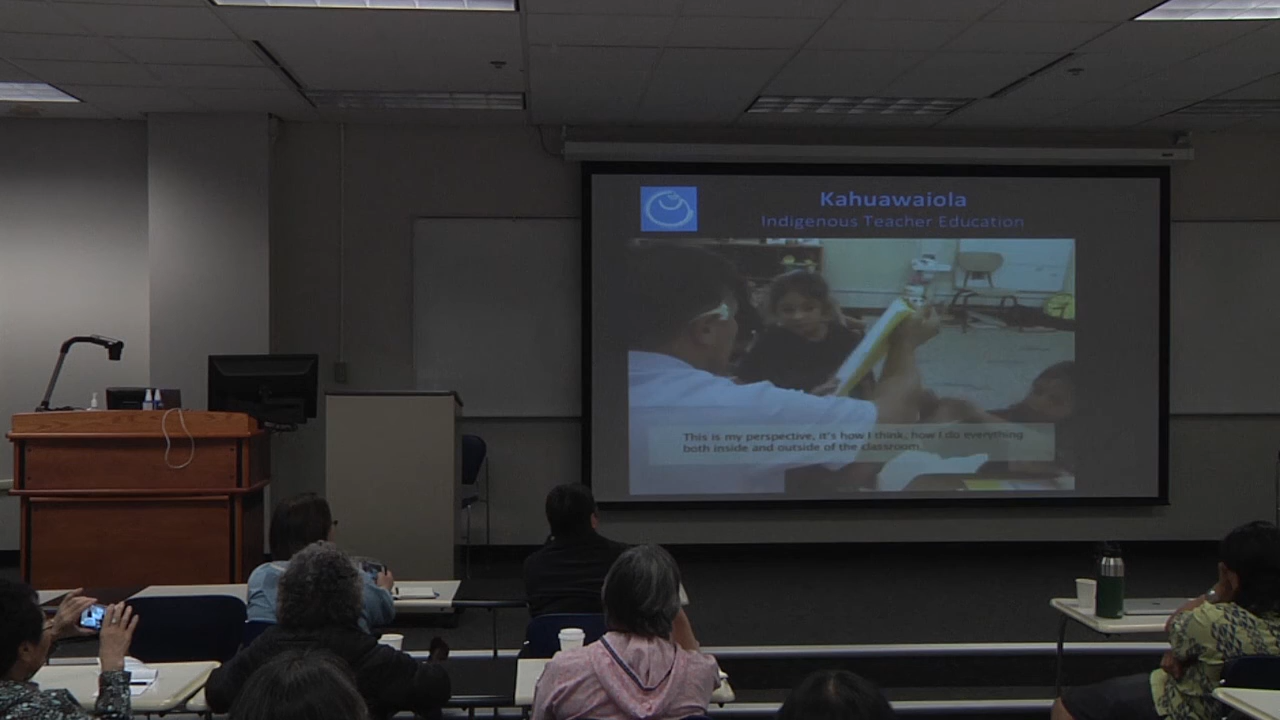 Kahuawaiola
Indigenous Teacher Education
This is my perspective, it's how I think, how I do everything
both inside and outside of the classroom.